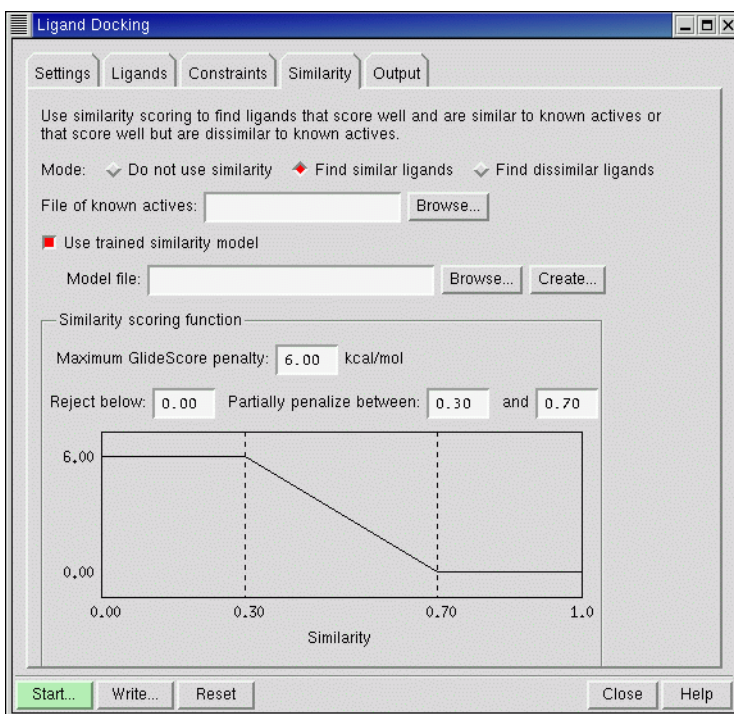 Ligand Docking
Settings Ligands Constraints Similarity Output
Use similarity scoring to find ligands that score well and are similar to known actives or
that score well but are dissimilar to known actives.
Mode: Do not use similarity Find similar ligands Find dissimilar ligands
File of known actives: Browse...
Use trained similarity model
Model file: Browse... Create...
Similarity scoring function
Maximum GlideScore penalty: 6.00 kcal/mol
Reject below: 0.00 Partially penalize between: 0.30 and 0.70
6.00
0.00
0.00 0.30 0.70 1.0
Similarity
Start... Write... Reset Close Help